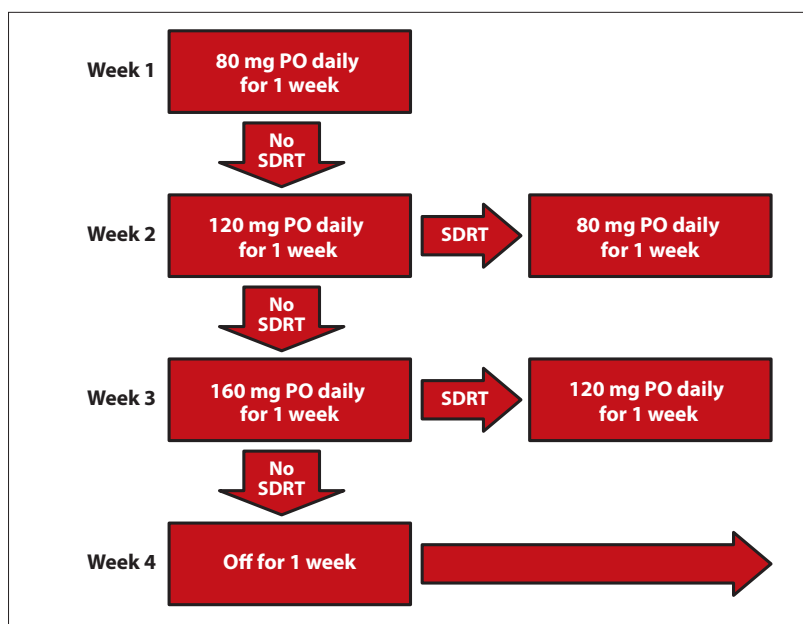 Week 1
80 mg PO daily
for 1 week
No
SDRT
Week 2
120 mg PO daily
for 1 week
SDRT
80 mg PO daily
for 1 week
No
SDRT
Week 3
160 mg PO daily
for 1 week
SDRT
120 mg PO daily
for 1 week
No
SDRT
Week 4
Off for 1 week